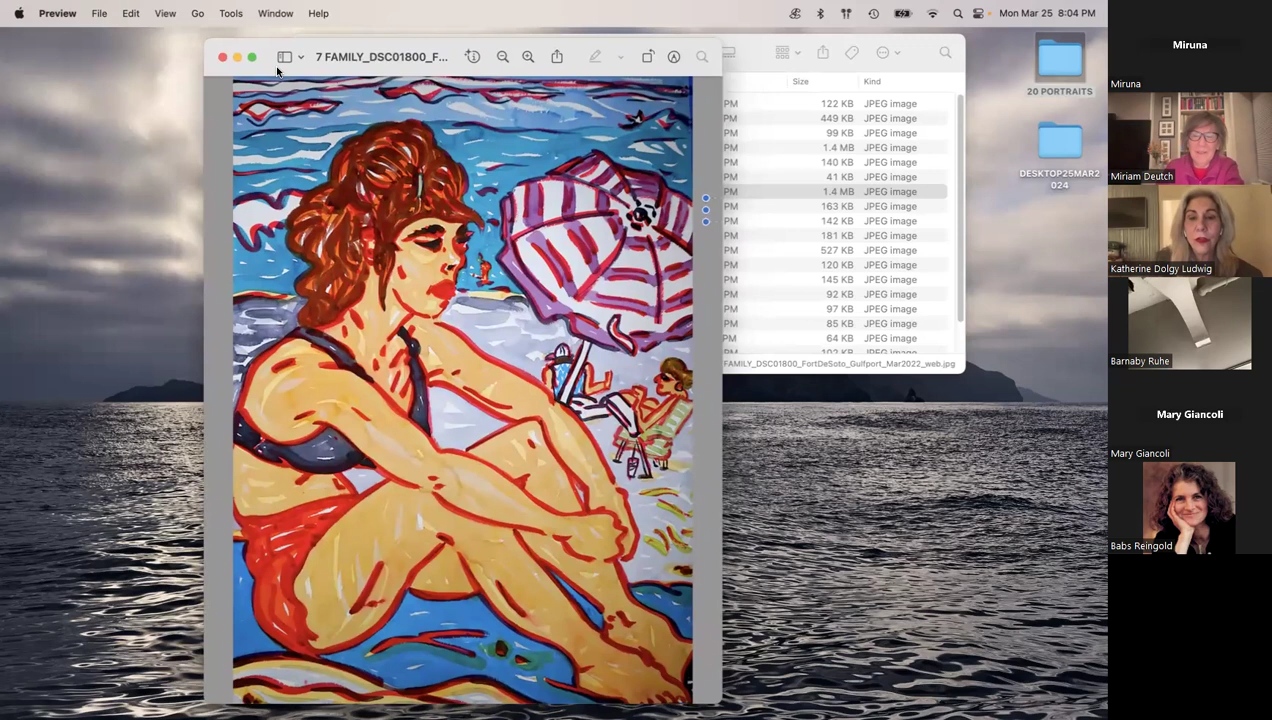 Preview File Edit View Go Tools Window Help
Mon Mar 25 8:04 PM
7 FAMILY_DSC01800_F...
Size Kind
PM 122 KB JPEG image
PM 449 KB JPEG image
PM 99 KB JPEG image
PM 1.4 MB JPEG image
PM 140 KB JPEG image
PM 41 KB JPEG image
PM 1.4 MB JPEG image
PM 163 KB JPEG image
PM 142 KB JPEG image
PM 181 KB JPEG image
PM 527 KB JPEG image
PM 120 KB JPEG image
PM 145 KB JPEG image
PM 92 KB JPEG image
PM 97 KB JPEG image
PM 85 KB JPEG image
PM 64 KB JPEG image
PM 102 KB JPEG image
FAMILY_DSC01800_FortDeSoto_Gulfport_Mar2022_web.jpg
20 PORTRAITS
DESKTOP25MAR2
024
Miruna
Miruna
Miriam Deutch
Katherine Dolgy Ludwig
Barnaby Ruhe
Mary Giancoli
Mary Giancoli
Babs Reingold